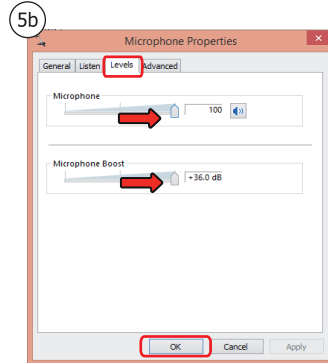 5b
Microphone Properties
General Listen Levels Advanced
Microphone
100
Microphone Boost
+36.0 dB
OK Cancel Apply